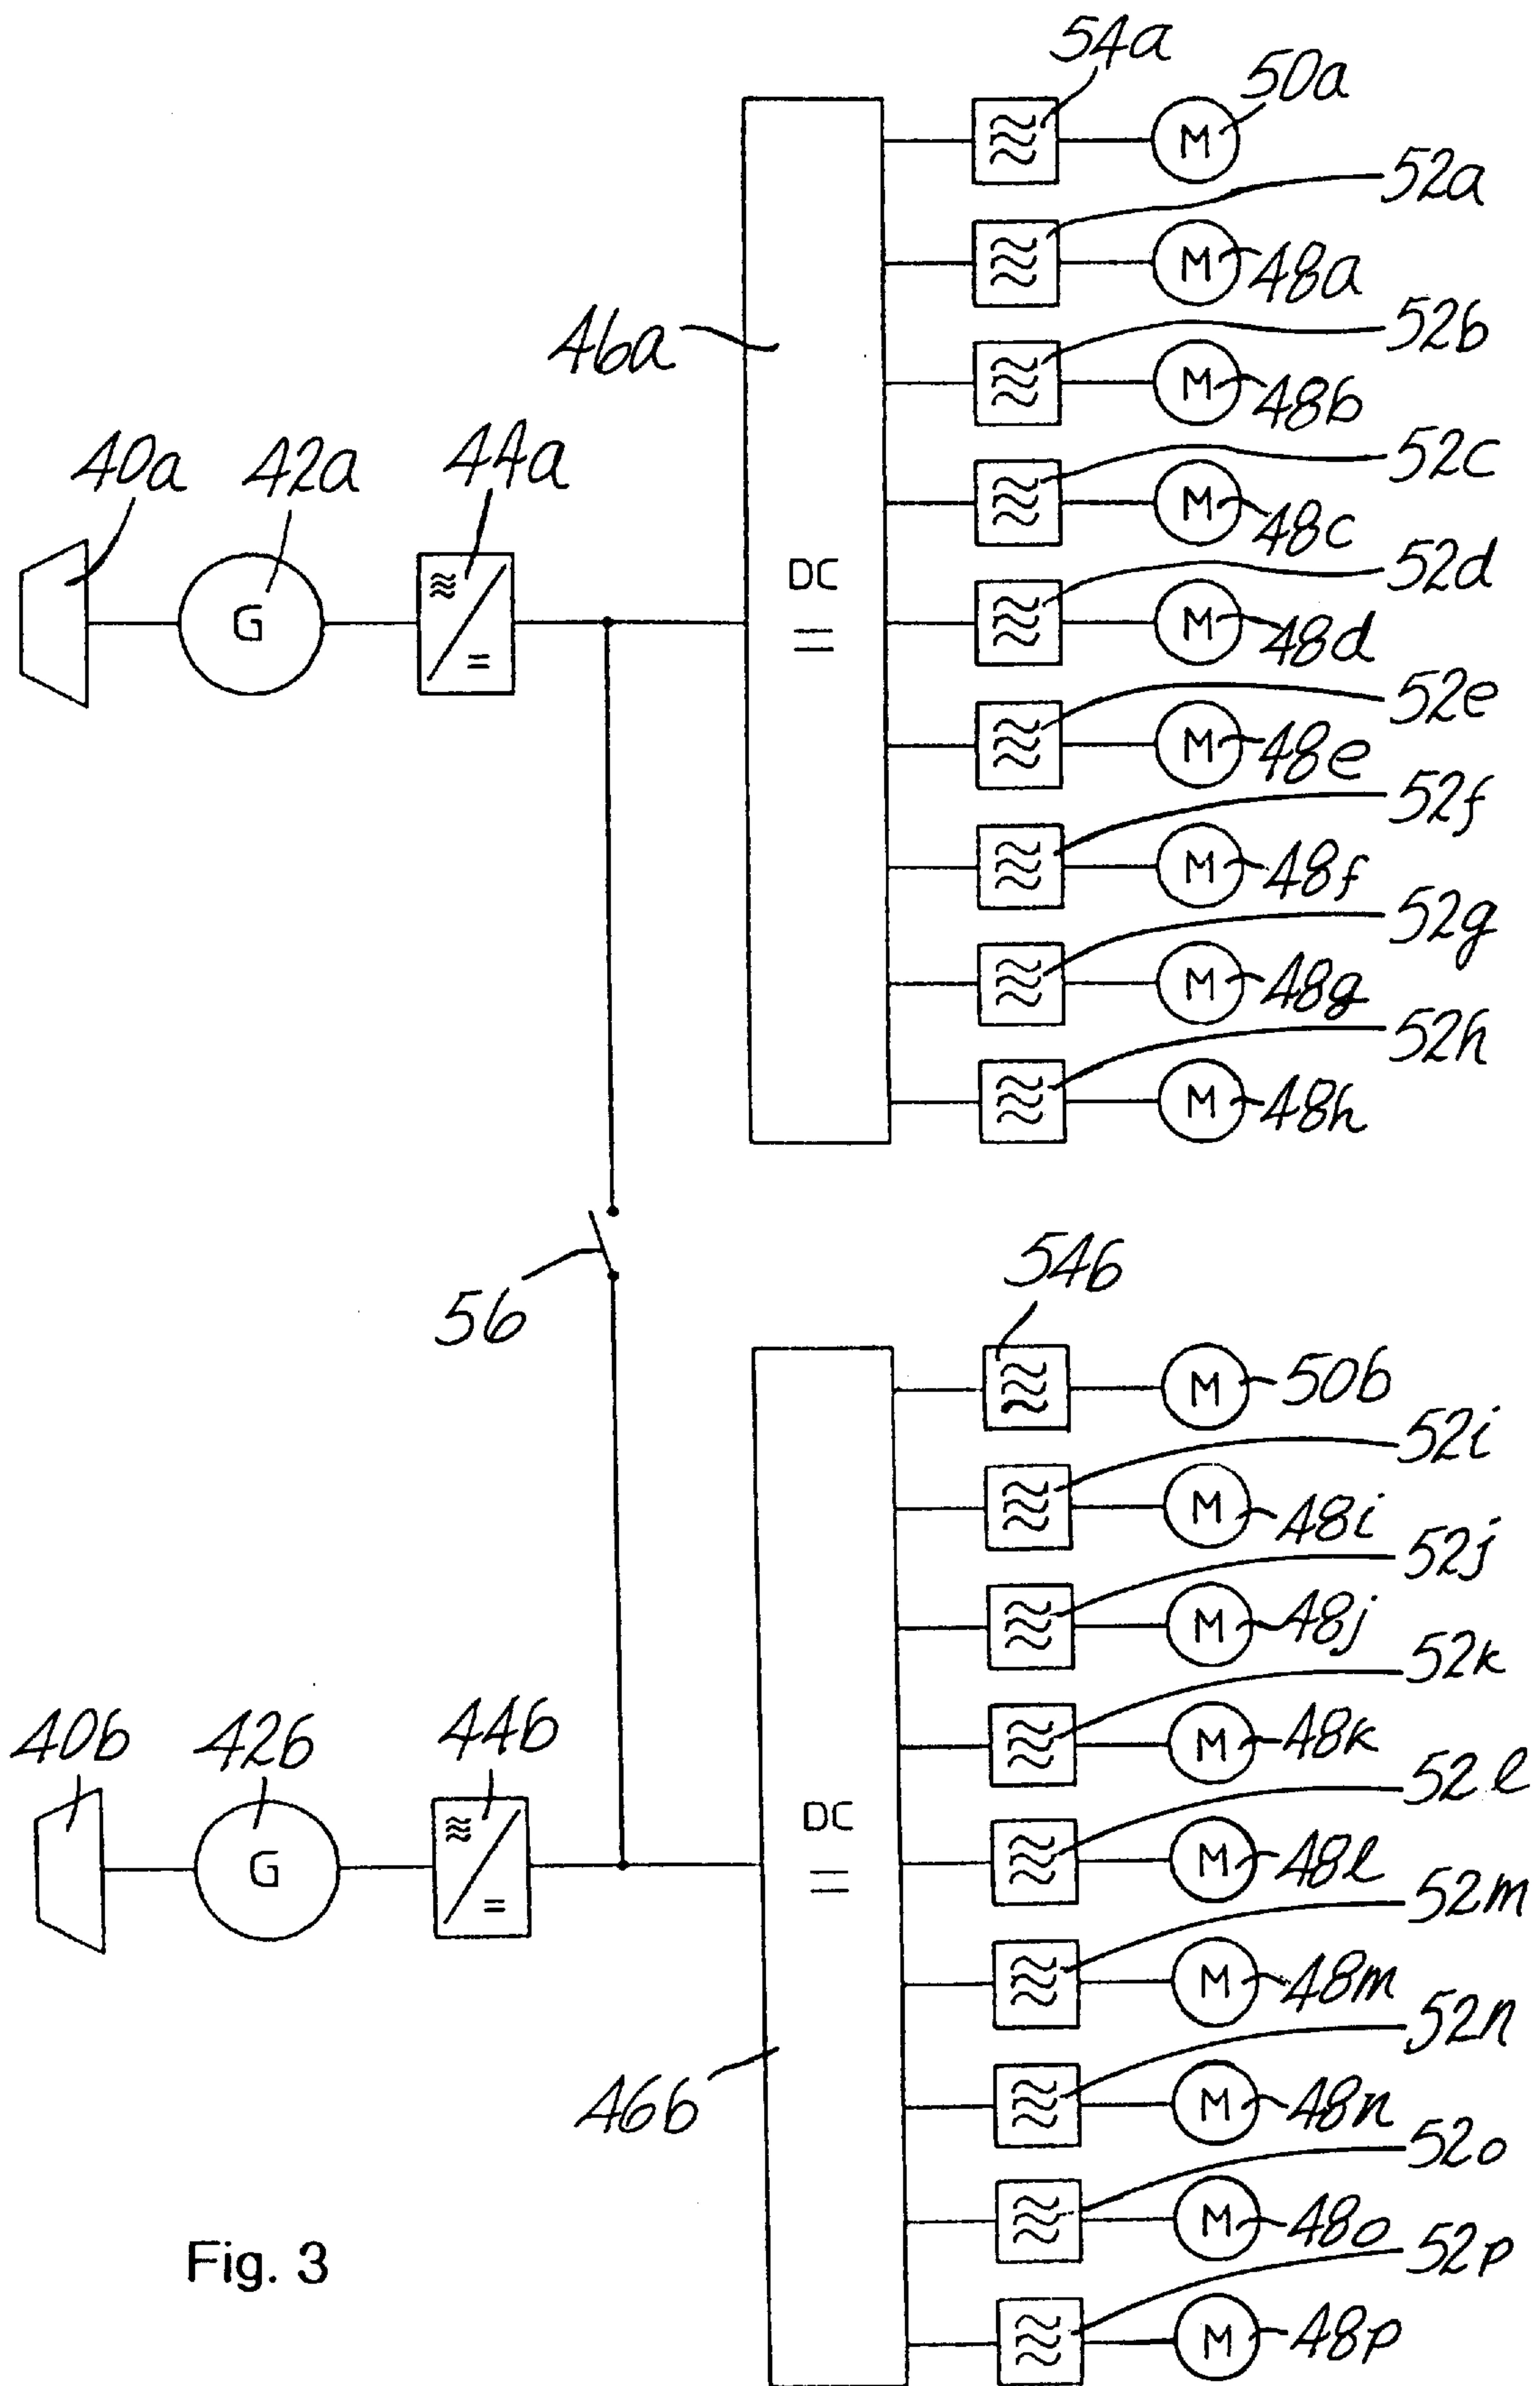 54a
50a
M
52a
M
48a
46a
52b
M
48b
40a
42a
44a
52c
M
48c
G
DC
52d
M
48d
52e
M
48e
52f
M
48f
52g
M
48g
52h
M
48h
56
54b
M
50b
52i
M
48i
52j
M
48j
52k
M
48k
40b
42b
44b
52l
M
48l
G
DC
52m
M
48m
52n
M
48n
46b
52o
M
48o
52p
M
48p
Fig. 3